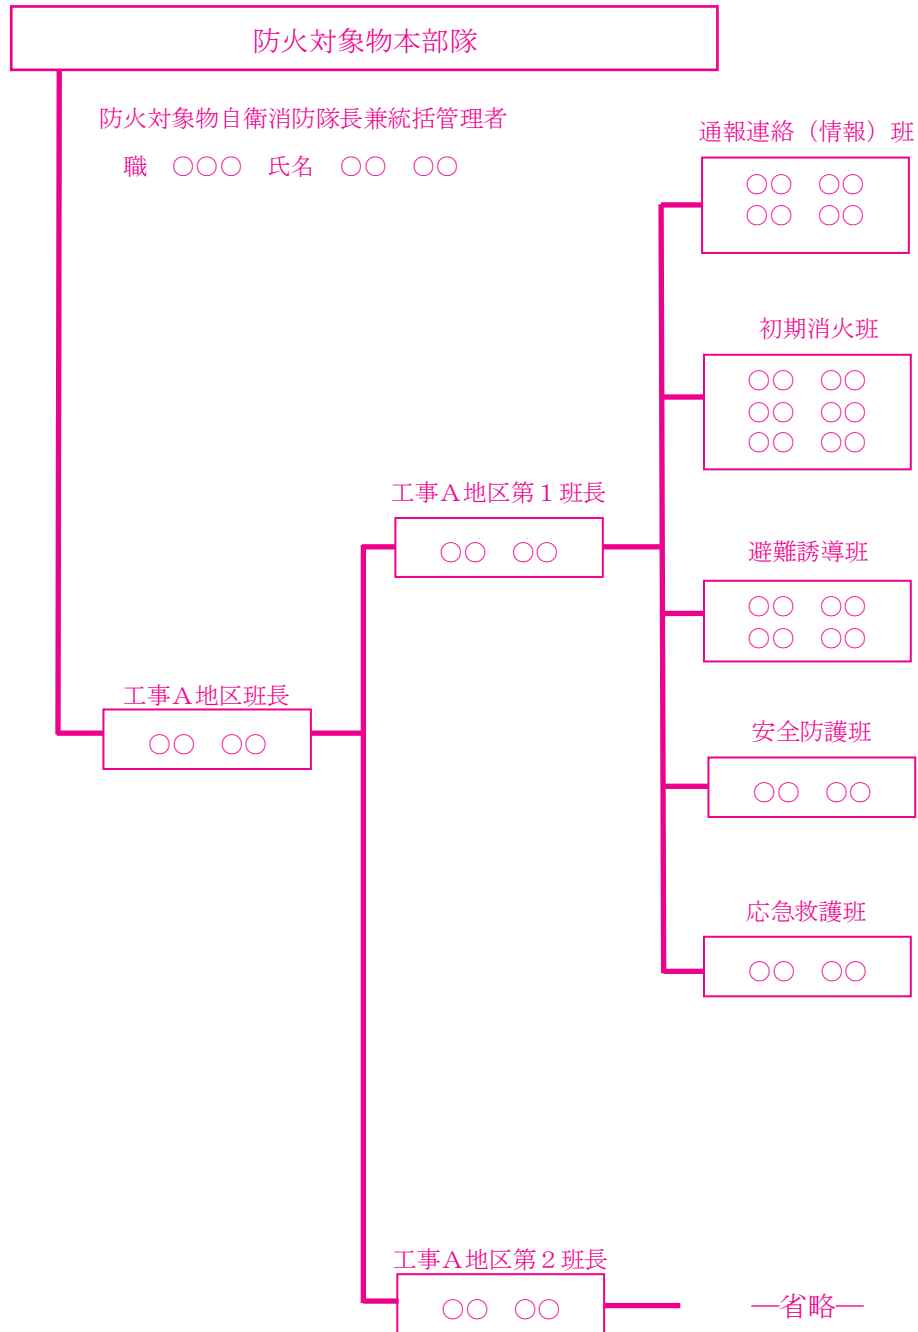 防火対象物本部隊
防火対象物自衛消防隊長兼統括管理者
職　○○○　氏名　○○　○○
通報連絡（情報）班
○○　○○
○○　○○
初期消火班
○○　○○
○○　○○
○○　○○
工事Ａ地区第１班長
○○　○○
避難誘導班
○○　○○
○○　○○
工事Ａ地区班長
○○　○○
安全防護班
○○　○○
応急救護班
○○　○○
工事Ａ地区第２班長
○○　○○
―省略―